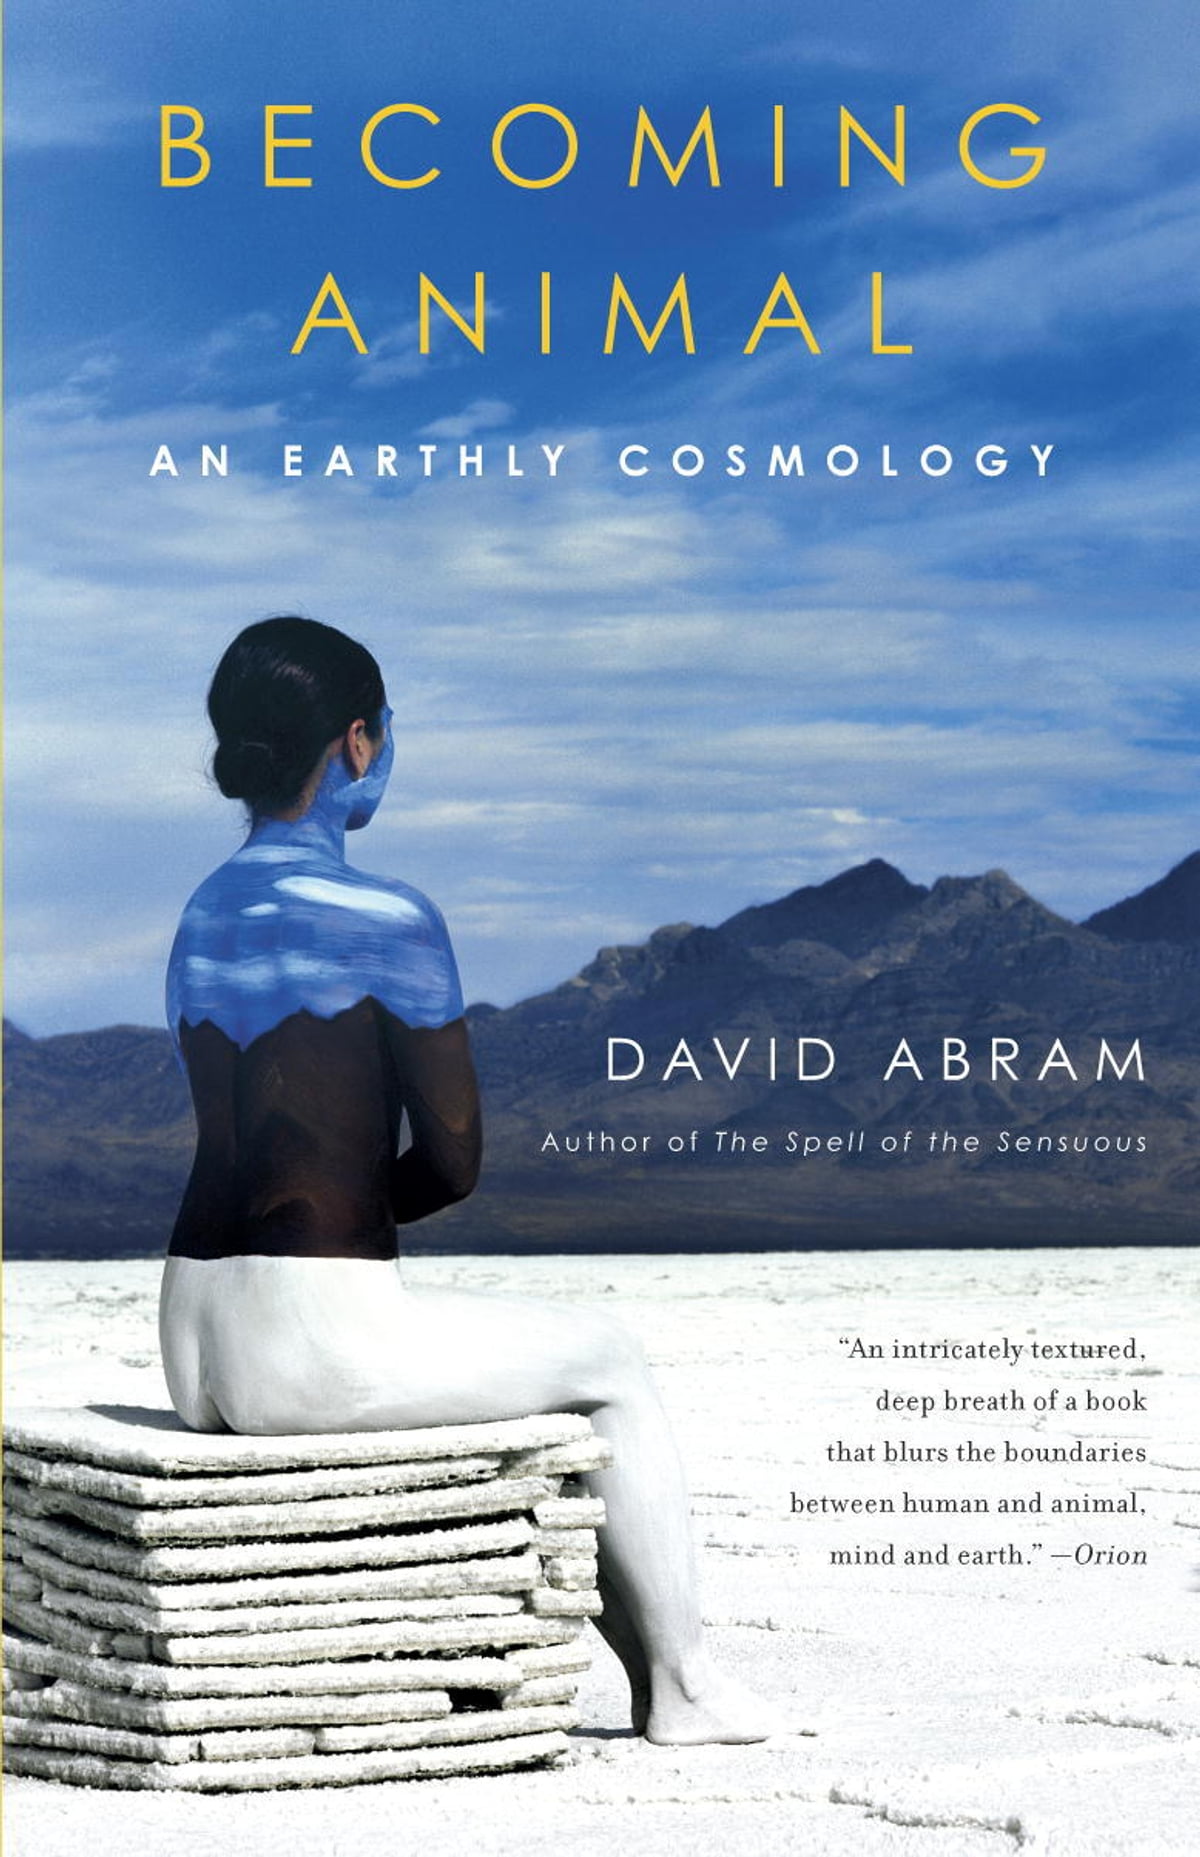 BECOMING
ANIMAL
AN EARTHLY COSMOLOGY
DAVID ABRAM
Author of The Spell of the Sensuous
“An intricately textured,
deep breath of a book
that blurs the boundaries
between human and animal,
mind and earth.” —Orion